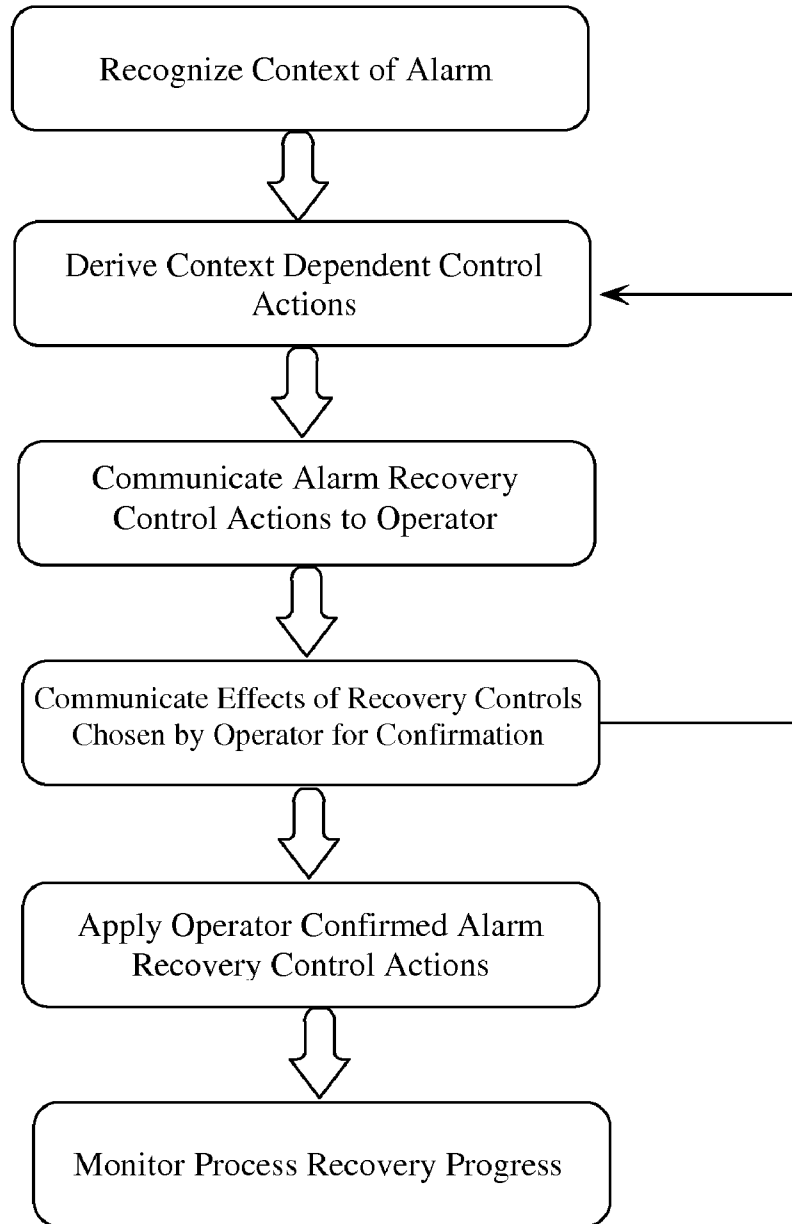 Recognize Context of Alarm
Derive Context Dependent Control
Actions
Communicate Alarm Recovery
Control Actions to Operator
Communicate Effects of Recovery Controls
Chosen by Operator for Confirmation
Apply Operator Confirmed Alarm
Recovery Control Actions
Monitor Process Recovery Progress